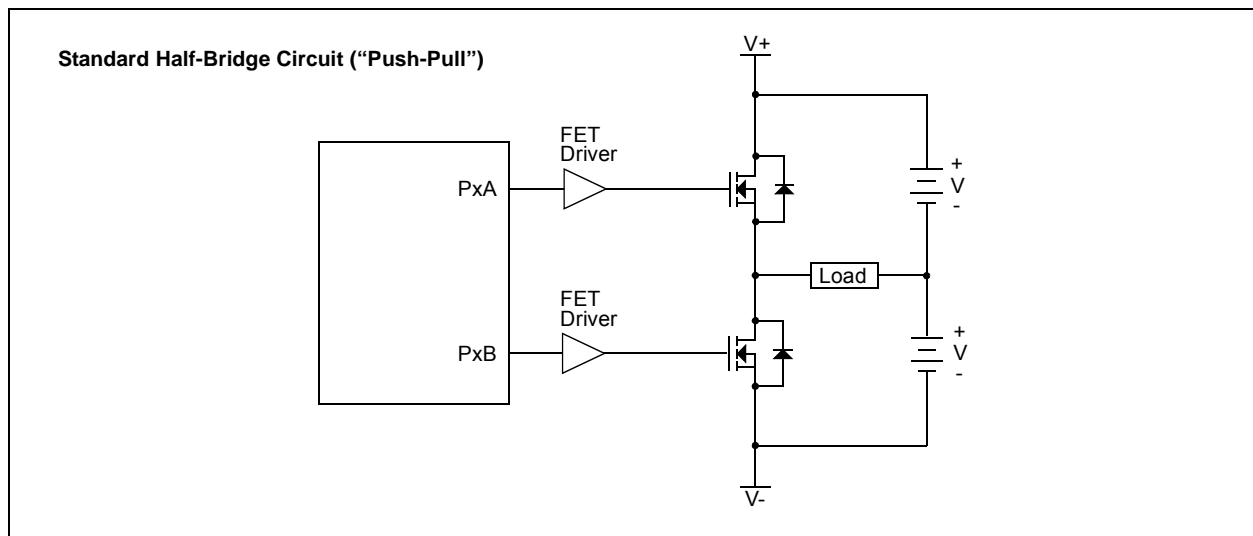 Standard Half-Bridge Circuit (“Push-Pull”)
V+
FET
Driver
PxA
+
V
-
Load
FET
Driver
PxB
+
V
-
V-